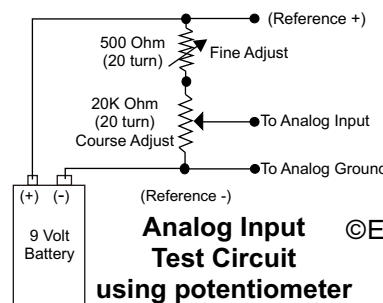 (Reference +)
500 Ohm
(20 turn)
Fine Adjust
20K Ohm
(20 turn)
Course Adjust
To Analog Input
To Analog Ground
(+) (-)
(Reference -)
9 Volt
Battery
Analog Input
Test Circuit
using potentiometer
©E